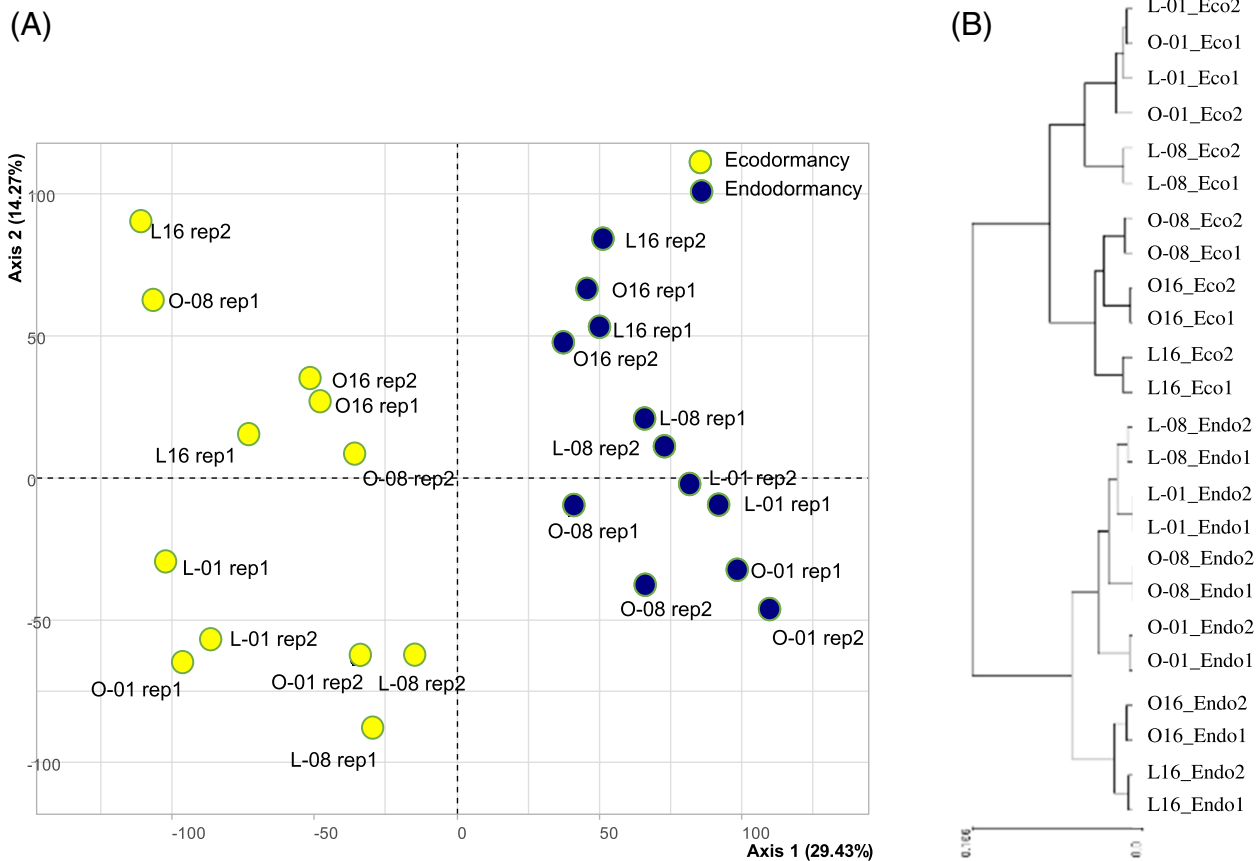 (A)
(B)
Axis 2 (14.27%)
100
50
0
-50
-100
Ecodormancy
Endodormancy
L16 rep2
O-08 rep1
O16 rep2
O16 rep1
L16 rep1
O-08 rep2
L-01 rep1
L-01 rep2
O-01 rep1
O-01 rep2
L-08 rep2
L-08 rep1
L16 rep2
O16 rep1
L16 rep1
O16 rep2
L-08 rep1
L-08 rep2
L-01 rep2
L-01 rep1
O-08 rep1
O-01 rep1
O-08 rep2
O-01 rep2
-100
-50
0
50
100
Axis 1 (29.43%)
L-01_Eco2
O-01_Eco1
L-01_Eco1
O-01_Eco2
L-08_Eco2
L-08_Eco1
O-08_Eco2
O-08_Eco1
O16_Eco2
O16_Eco1
L16_Eco2
L16_Eco1
L-08_Endo2
L-08_Endo1
L-01_Endo2
L-01_Endo1
O-08_Endo2
O-08_Endo1
O-01_Endo2
O-01_Endo1
O16_Endo2
O16_Endo1
L16_Endo2
L16_Endo1
0.0